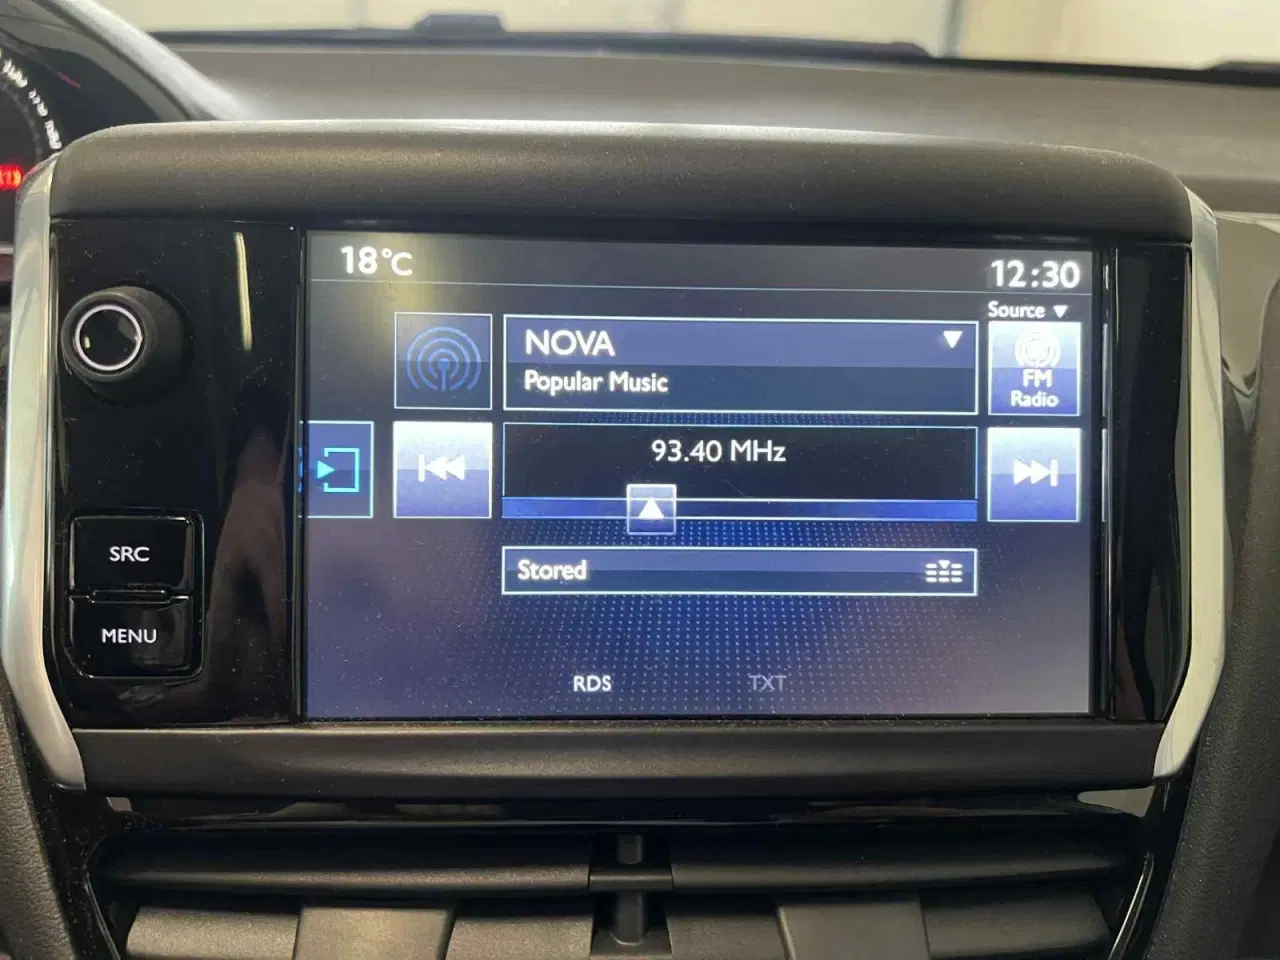 18°C
12:30
Source
NOVA
Popular Music
FM
Radio
93.40 MHz
SRC
Stored
MENU
RDS
TXT